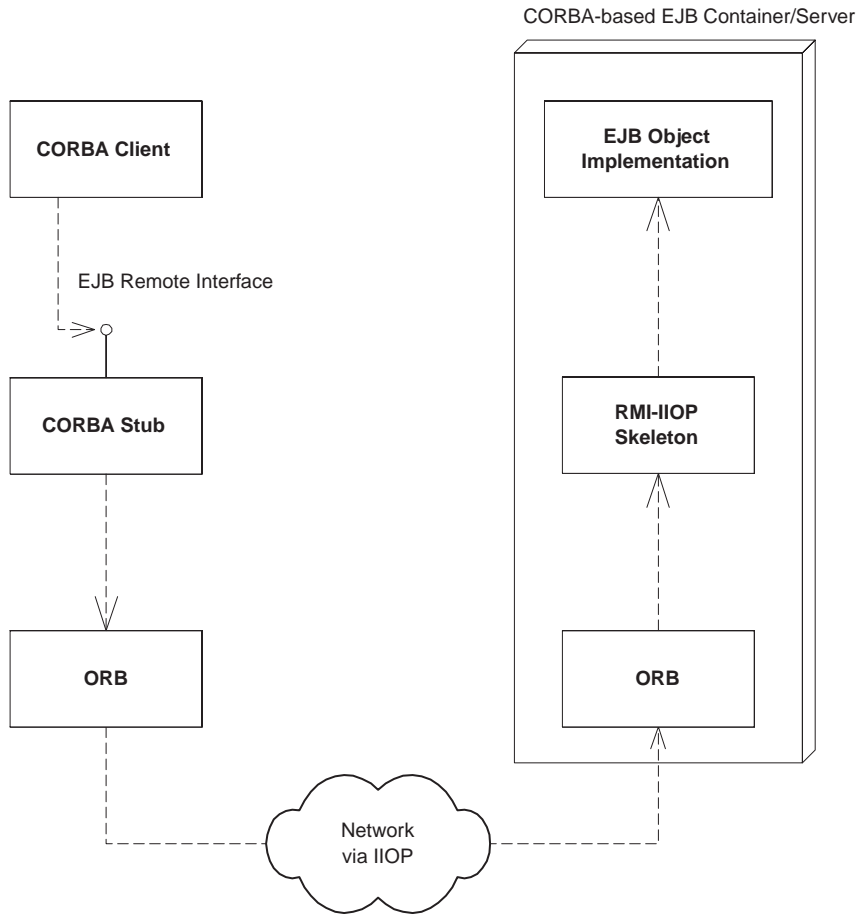 CORBA-based EJB Container/Server
CORBA Client
EJB Object
Implementation
EJB Remote Interface
CORBA Stub
RMI-IIOP
Skeleton
ORB
ORB
Network
via IIOP